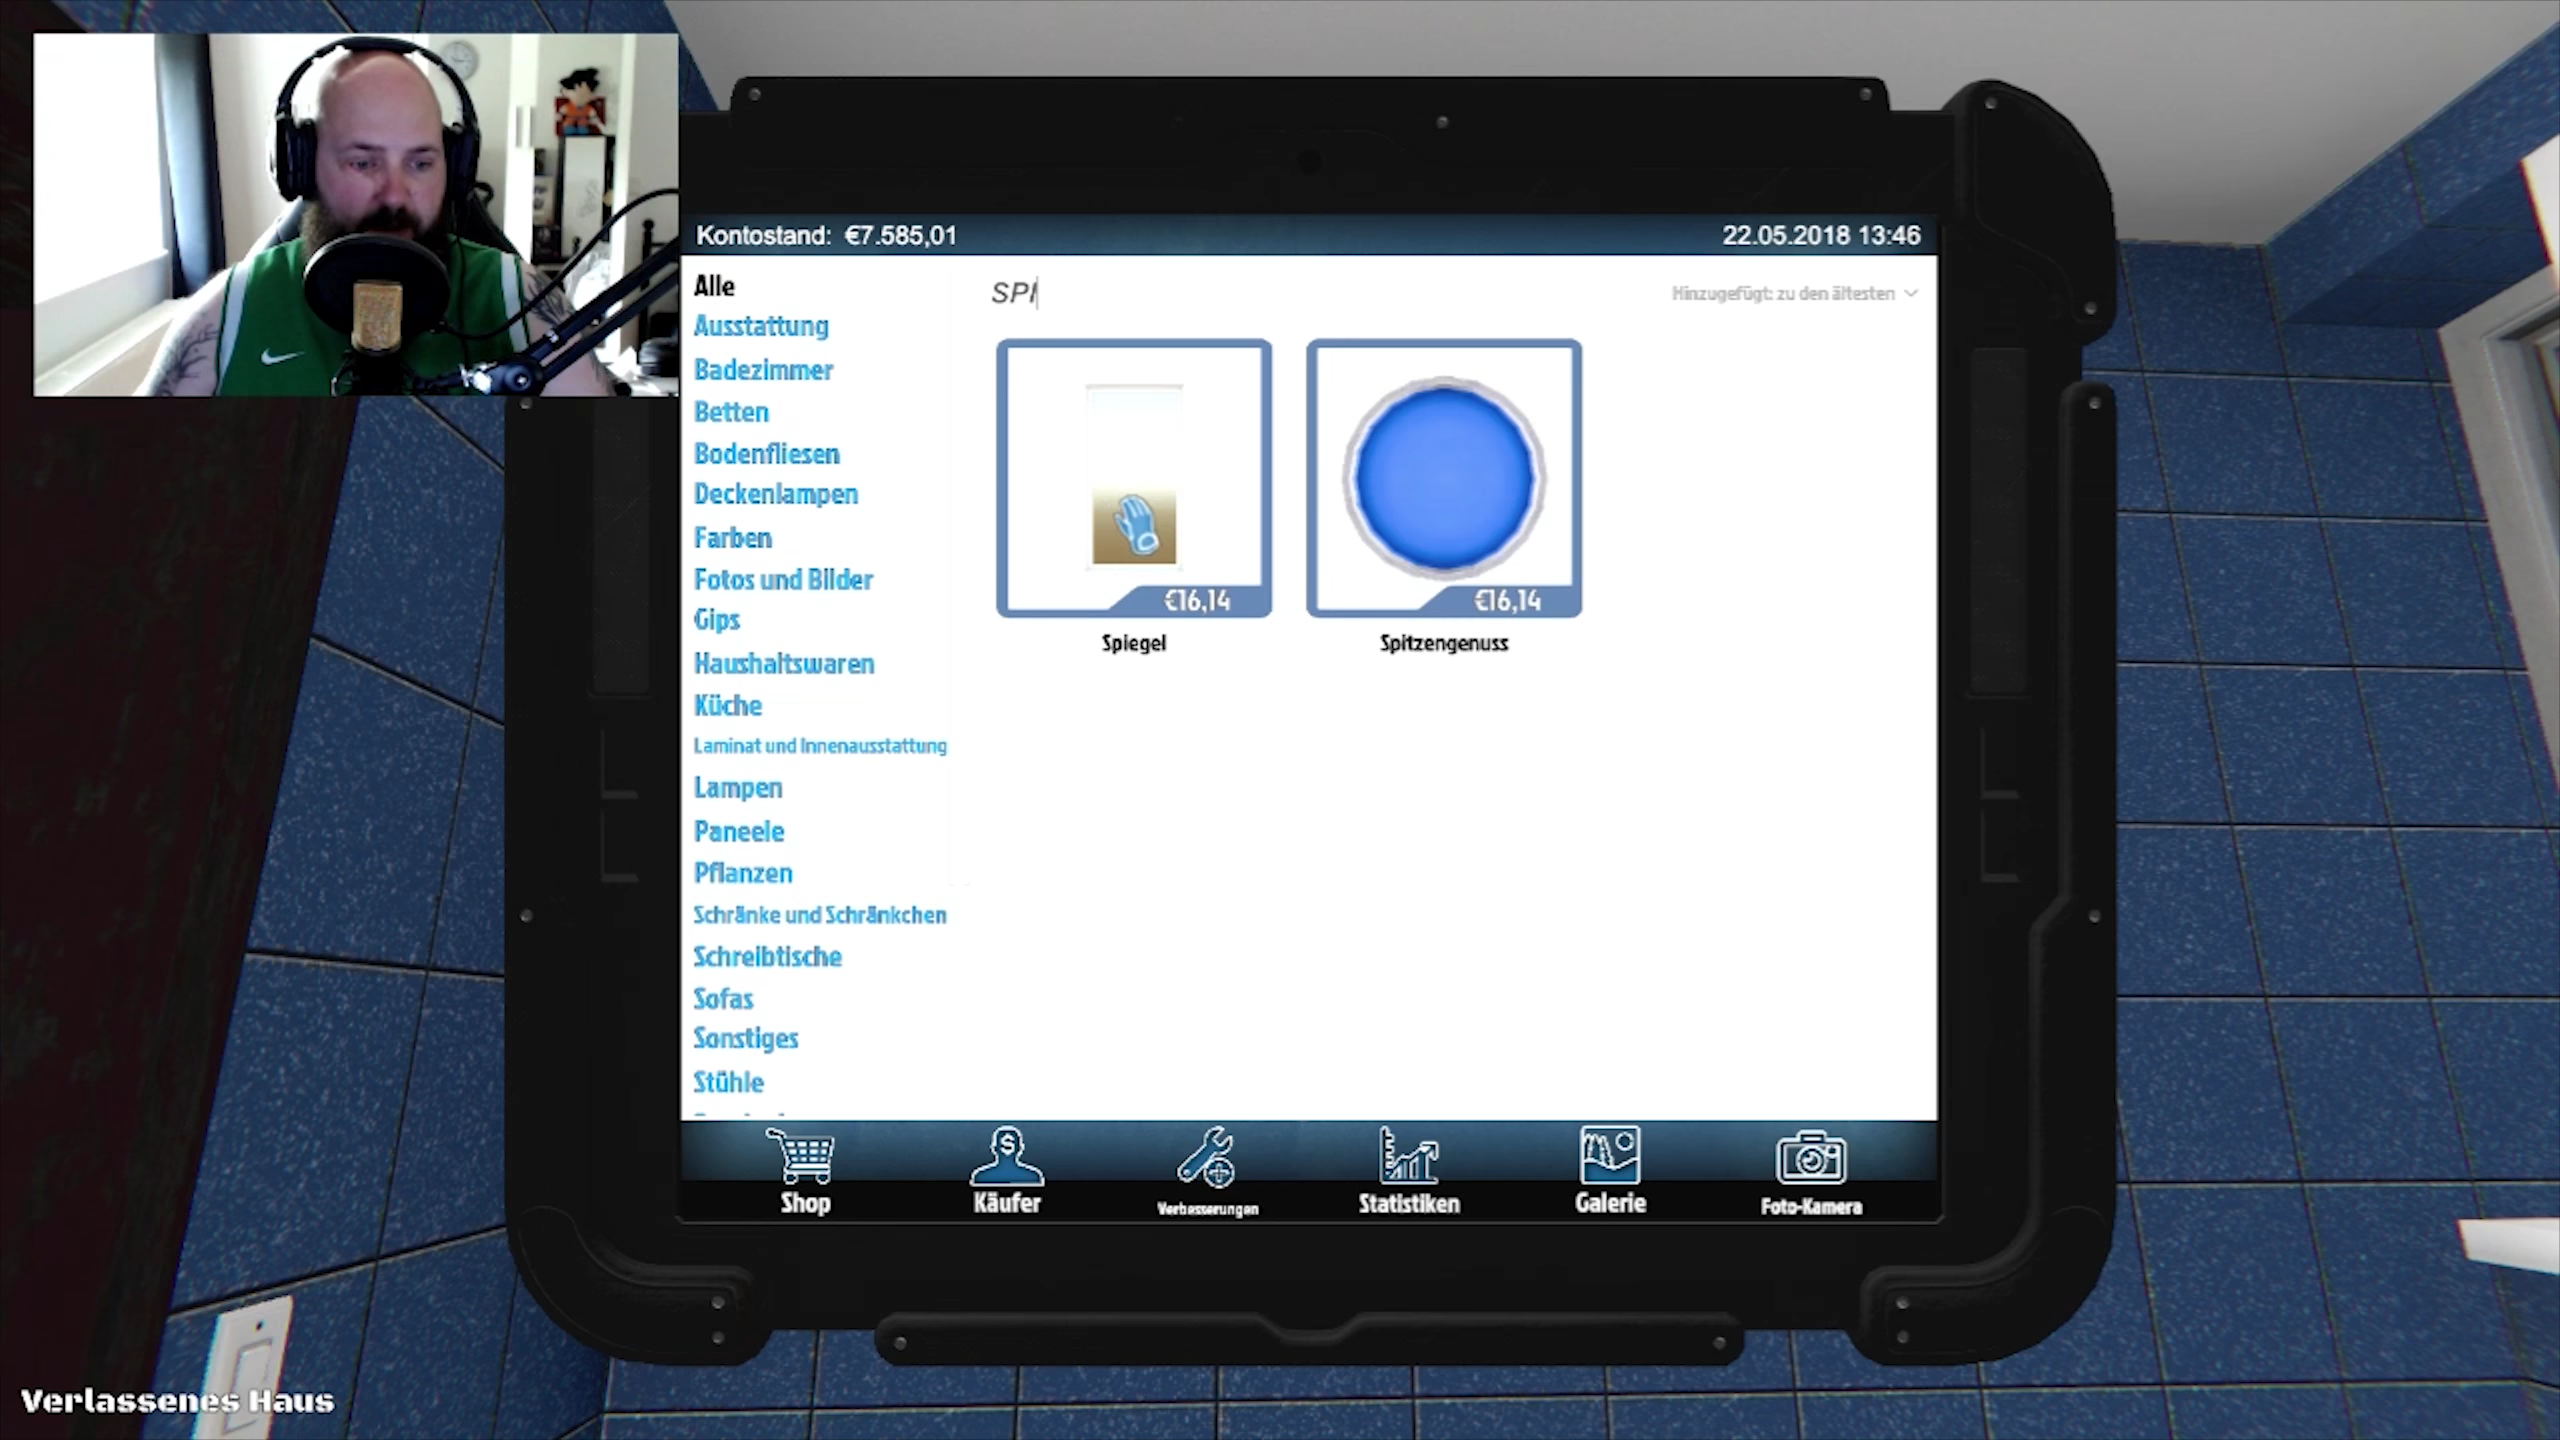 Kontostand: €7.585,01
22.05.2018 13:46
Alle
Ausstattung
Badezimmer
Betten
Bodenfliesen
Deckenlampen
Farben
Fotos und Bilder
Gips
Haushaltswaren
Küche
Laminat und Innenausstattung
Lampen
Paneele
Pflanzen
Schränke und Schränkchen
Schreibtische
Sofas
Sonstiges
Stühle
SPI
Hinzugefügt: zu den ältesten
€16,14
€16,14
Spiegel
Spitzengenuss
Shop
Käufer
Verbesserungen
Statistiken
Galerie
Foto-Kamera
Verlassenes Haus